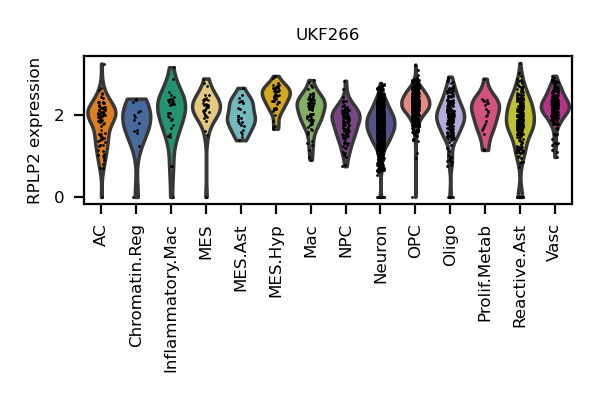 UKF266
RPLP2 expression
2
0
AC
Chromatin.Reg
Inflammatory.Mac
MES
MES.Ast
MES.Hyp
Mac
NPC
Neuron
OPC
Oligo
Prolif.Metab
Reactive.Ast
Vasc